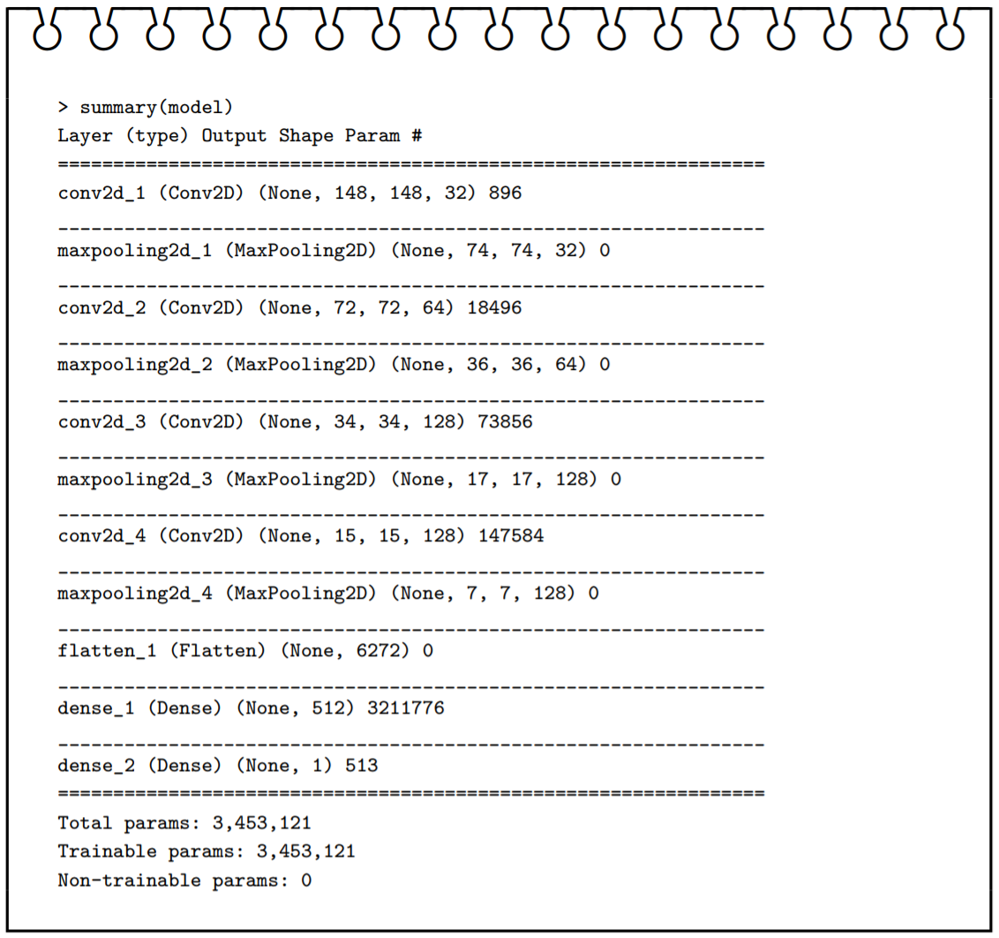 > summary(model)
Layer (type) Output Shape Param #
================================================================
conv2d_1 (Conv2D) (None, 148, 148, 32) 896
________________________________________________________________
maxpooling2d_1 (MaxPooling2D) (None, 74, 74, 32) 0
________________________________________________________________
conv2d_2 (Conv2D) (None, 72, 72, 64) 18496
________________________________________________________________
maxpooling2d_2 (MaxPooling2D) (None, 36, 36, 64) 0
________________________________________________________________
conv2d_3 (Conv2D) (None, 34, 34, 128) 73856
________________________________________________________________
maxpooling2d_3 (MaxPooling2D) (None, 17, 17, 128) 0
________________________________________________________________
conv2d_4 (Conv2D) (None, 15, 15, 128) 147584
________________________________________________________________
maxpooling2d_4 (MaxPooling2D) (None, 7, 7, 128) 0
________________________________________________________________
flatten_1 (Flatten) (None, 6272) 0
________________________________________________________________
dense_1 (Dense) (None, 512) 3211776
________________________________________________________________
dense_2 (Dense) (None, 1) 513
================================================================
Total params: 3,453,121
Trainable params: 3,453,121
Non-trainable params: 0